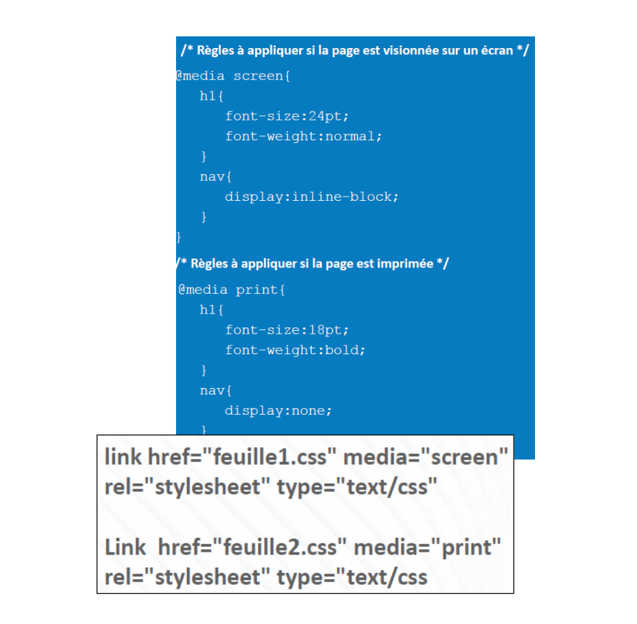 /* Règles à appliquer si la page est visionnée sur un écran */
@media screen{
h1{
font-size:24pt;
font-weight:normal;
}
nav{
display:inline-block;
}
}
/* Règles à appliquer si la page est imprimée */
@media print{
h1{
font-size:18pt;
font-weight:bold;
}
nav{
display:none;
}
link href="feuille1.css" media="screen"
rel="stylesheet" type="text/css"
Link href="feuille2.css" media="print"
rel="stylesheet" type="text/css